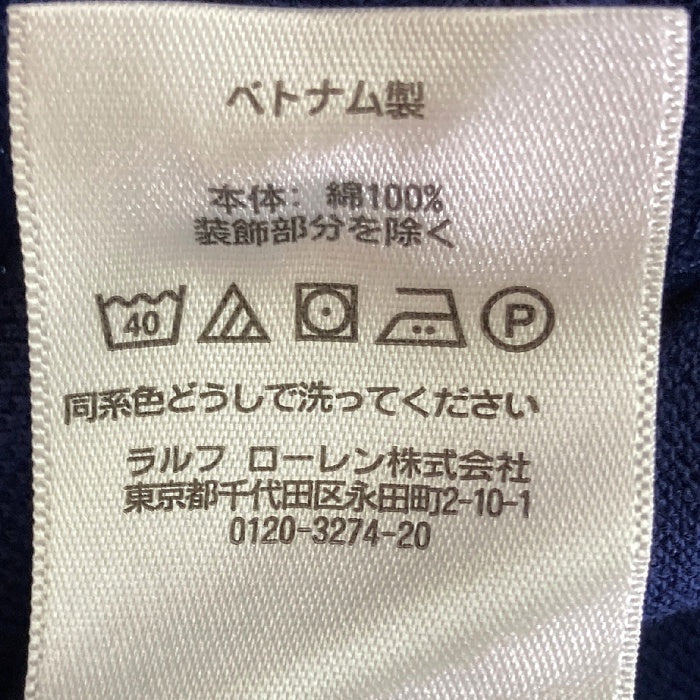 ベトナム製
本体: 綿100%
装飾部分を除く
40 P
同系色どうしで洗ってください
ラルフ ローレン株式会社
東京都千代田区永田町2-10-1
0120-3274-20